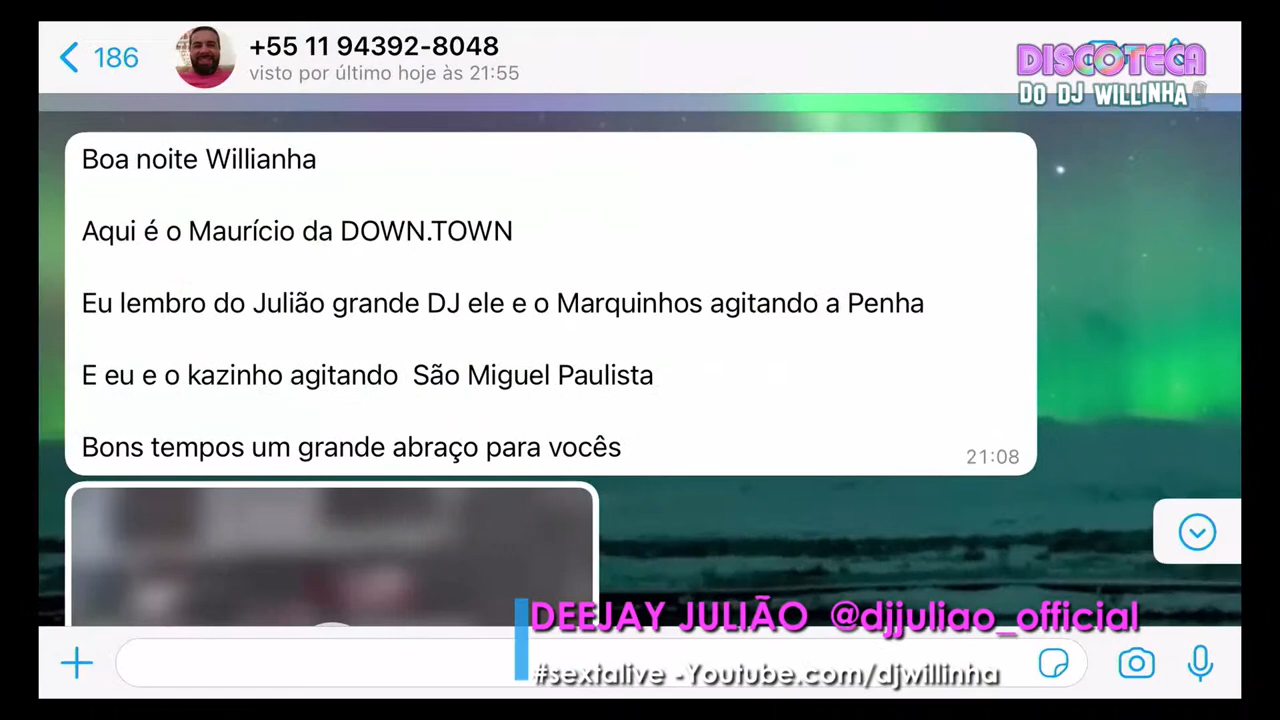 186
+55 11 94392-8048
visto por último hoje às 21:55
DISCOTECA
DO DJ WILLINHA
Boa noite Willianha
Aqui é o Maurício da DOWN.TOWN
Eu lembro do Julião grande DJ ele e o Marquinhos agitando a Penha
E eu e o kazinho agitando  São Miguel Paulista
Bons tempos um grande abraço para vocês
21:08
DEEJAY JULIÃO @djjuliao_official
#sextalive -Youtube.com/djwillinha